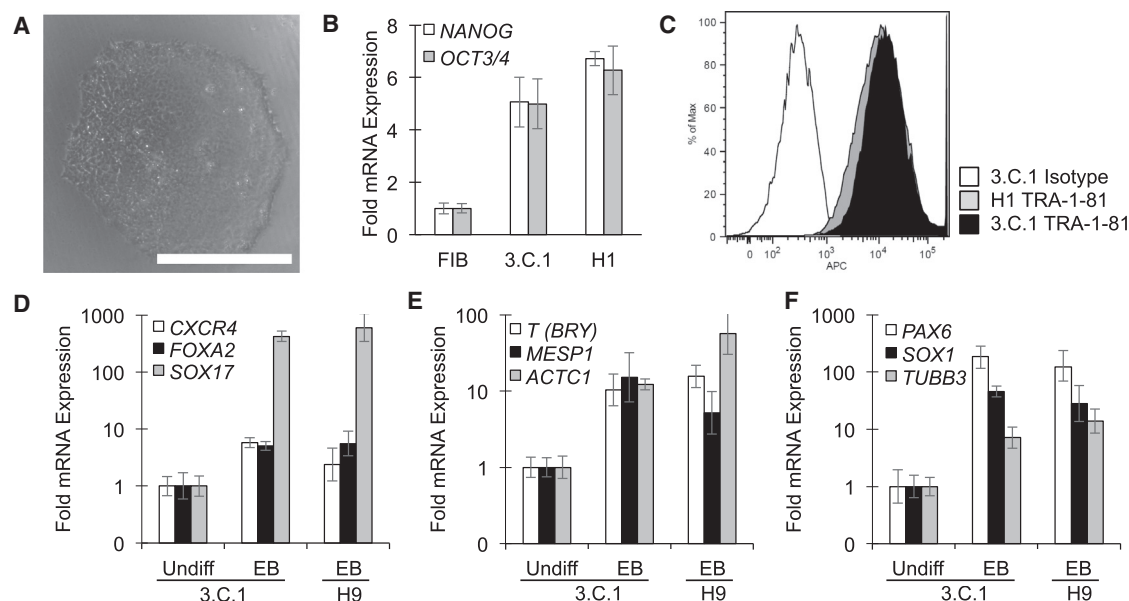 A
B
NANOG
OCT3/4
Fold mRNA Expression
8
6
4
2
0
FIB 3.C.1 H1
C
% of Max
100
80
60
40
20
0
0 10² 10³ 10⁴ 10⁵
APC
3.C.1 Isotype
H1 TRA-1-81
3.C.1 TRA-1-81
D
CXCR4
FOXA2
SOX17
Fold mRNA Expression
1000
100
10
1
0
Undiff EB EB
3.C.1 H9
E
T (BRY)
MESP1
ACTC1
Fold mRNA Expression
100
10
1
0
Undiff EB EB
3.C.1 H9
F
PAX6
SOX1
TUBB3
Fold mRNA Expression
1000
100
10
1
0
Undiff EB EB
3.C.1 H9